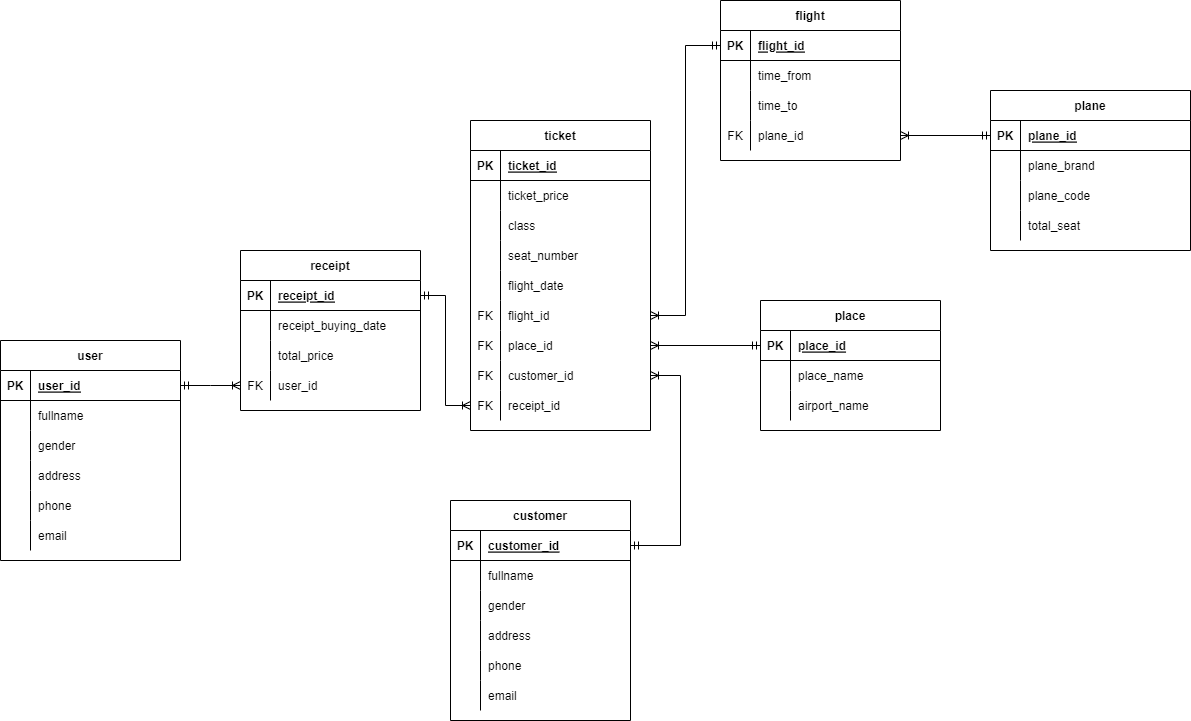 flight
PK flight_id
time_from
time_to
FK plane_id
plane
PK plane_id
plane_brand
plane_code
total_seat
ticket
PK ticket_id
ticket_price
class
seat_number
flight_date
FK flight_id
FK place_id
FK customer_id
FK receipt_id
receipt
PK receipt_id
receipt_buying_date
total_price
FK user_id
place
PK place_id
place_name
airport_name
user
PK user_id
fullname
gender
address
phone
email
customer
PK customer_id
fullname
gender
address
phone
email